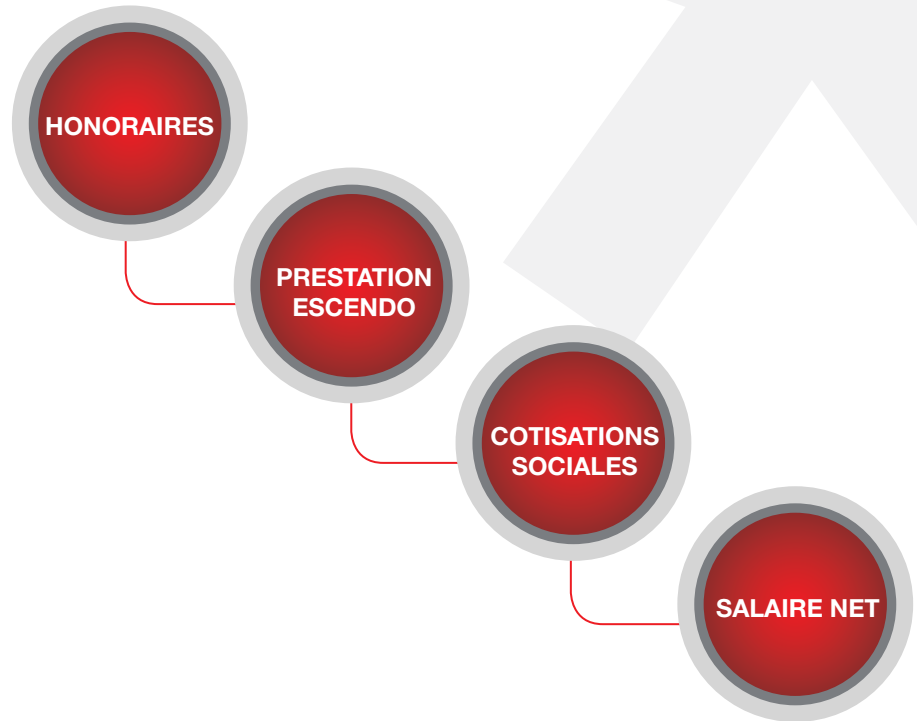 HONORAIRES
PRESTATION
ESCENDO
COTISATIONS
SOCIALES
SALAIRE NET